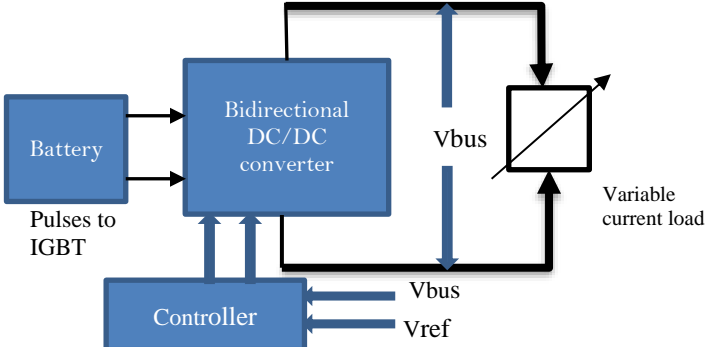 Battery
Bidirectional
DC/DC
converter
Vbus
Variable
current load
Pulses to
IGBT
Controller
Vbus
Vref